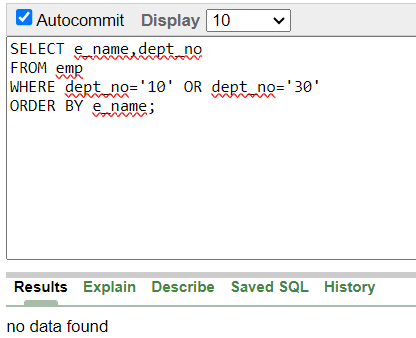 Autocommit Display 10
SELECT e_name,dept_no
FROM emp
WHERE dept_no='10' OR dept_no='30'
ORDER BY e_name;
Results Explain Describe Saved SQL History
no data found